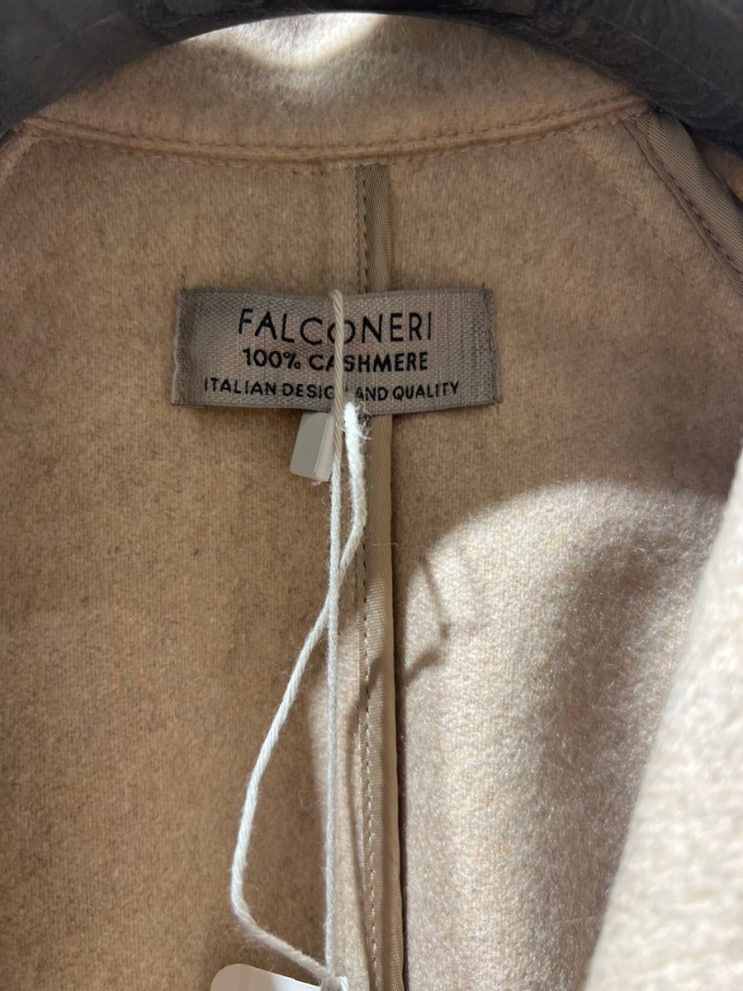 FALCONERI
100% CASHMERE
ITALIAN DESIGN AND QUALITY